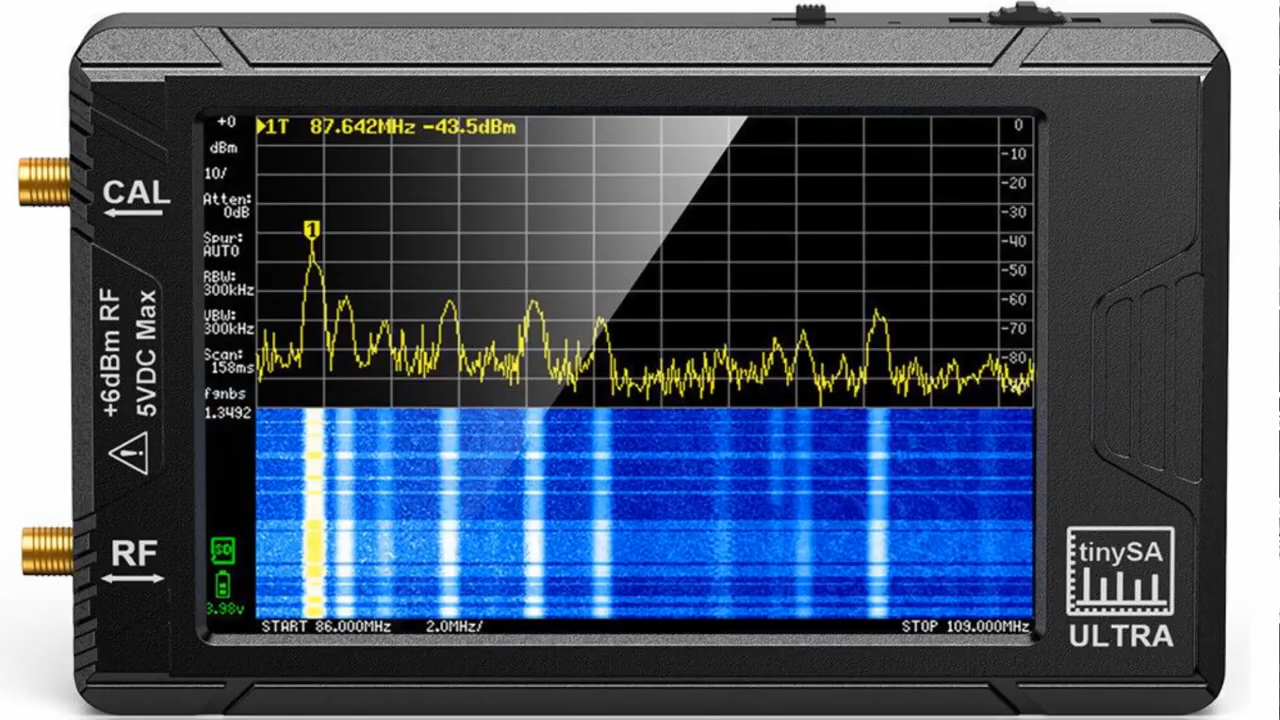 +0
▶1T 87.642MHz -43.5dBm
dBm
10/
Atten:
0dB
Spur:
AUTO
RBW:
300kHz
VBW:
300kHz
Scan:
158ms
fgnbs
1.3492
3.98v
SD
1
0
-10
-20
-30
-40
-50
-60
-70
-80
START 86.000MHz 2.0MHz/ STOP 109.000MHz
CAL
+6dBm RF
5VDC Max
RF
tinySA
ULTRA